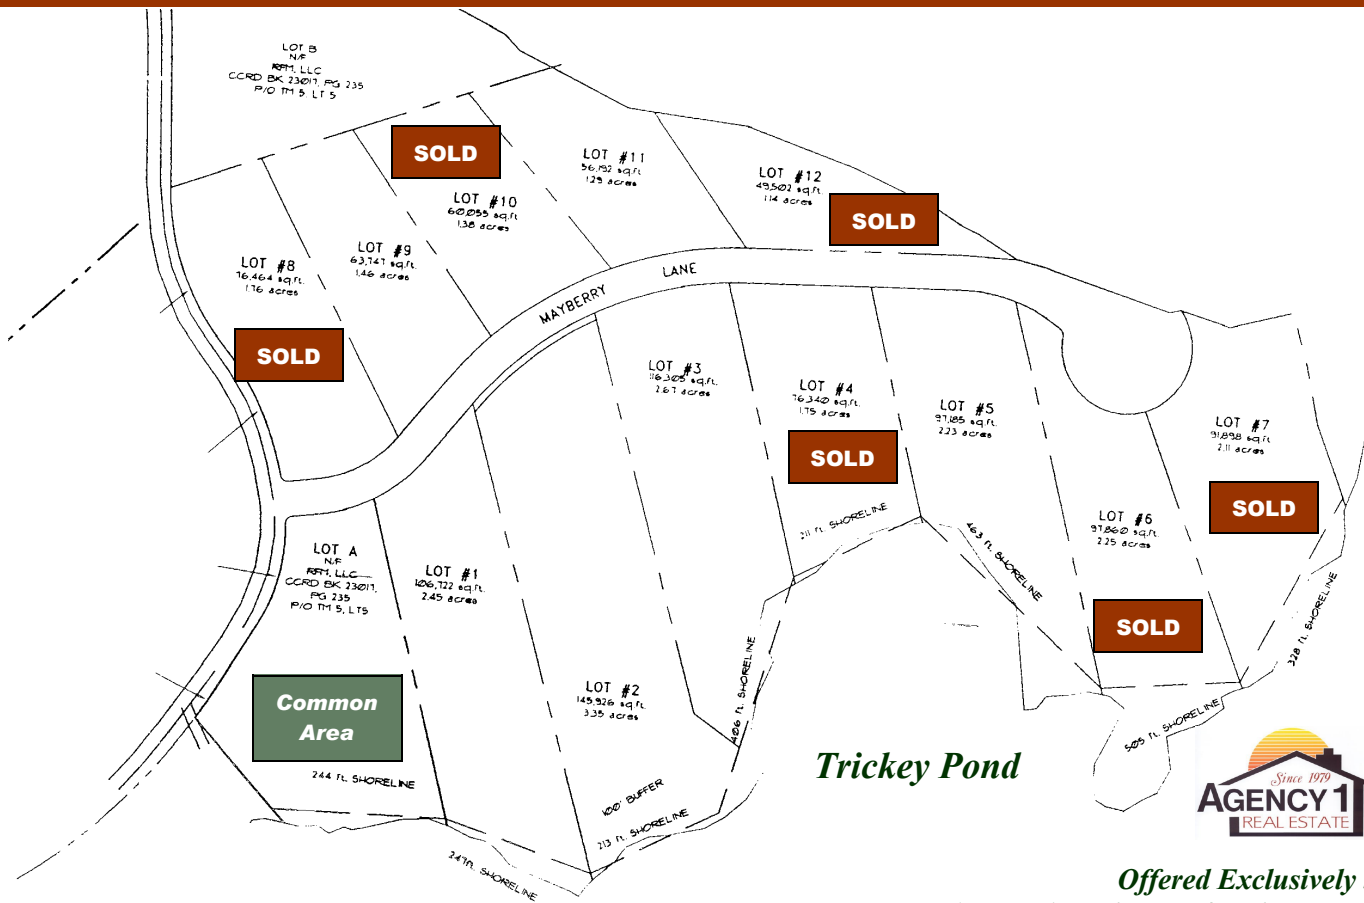 LOT B
N/F
RFM, LLC
CCRD BK 23017, PG 235
P/O TM 5, LT 5
SOLD
LOT #11
56,192 sq.ft.
1.29 acres
LOT #12
49,502 sq.ft.
1.14 acres
SOLD
LOT #10
60,055 sq.ft
1.38 acres
LOT #9
63,747 sq.ft.
1.46 acres
LOT #8
76,464 sq.ft.
1.76 acres
SOLD
MAYBERRY LANE
LOT #3
116,305 sq.ft.
2.67 acres
LOT #4
76,340 sq.ft.
1.75 acres
SOLD
LOT #5
97,185 sq.ft.
2.23 acres
LOT #7
91,898 sq.ft.
2.11 acres
SOLD
LOT #6
97,860 sq.ft.
2.25 acres
SOLD
LOT A
N/F
RFM, LLC
CCRD BK 23017,
PG 235
P/O TM 5, LT5
Common
Area
244 ft. SHORELINE
LOT #1
106,722 sq.ft.
2.45 acres
LOT #2
145,926 sq.ft.
3.35 acres
211 ft. SHORELINE
463 ft. SHORELINE
406 ft. SHORELINE
328 ft. SHORELINE
505 ft. SHORELINE
100' BUFFER
213 ft. SHORELINE
247 ft. SHORELINE
Trickey Pond
Since 1979
AGENCY 1
REAL ESTATE
Offered Exclusively